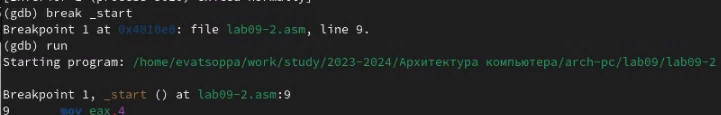 (gdb) break _start
Breakpoint 1 at 0x4010e0: file lab09-2.asm, line 9.
(gdb) run
Starting program: /home/evatsoppa/work/study/2023-2024/Архитектура компьютера/arch-pc/lab09/lab09-2
Breakpoint 1, _start () at lab09-2.asm:9
9 mov eax,4